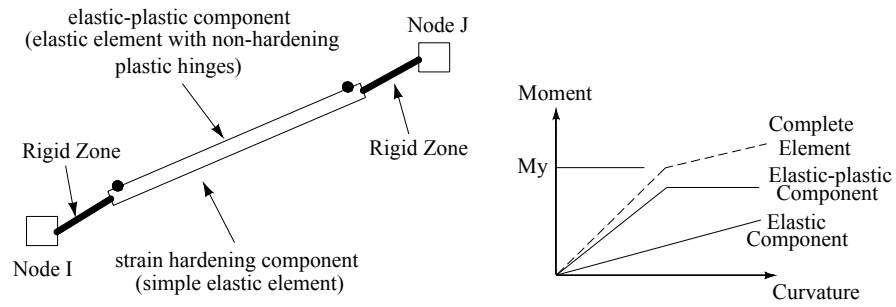 elastic-plastic component
(elastic element with non-hardening
plastic hinges)
Node J
Rigid Zone
Rigid Zone
Node I
strain hardening component
(simple elastic element)
Moment
My
Complete
Element
Elastic-plastic
Component
Elastic
Component
Curvature